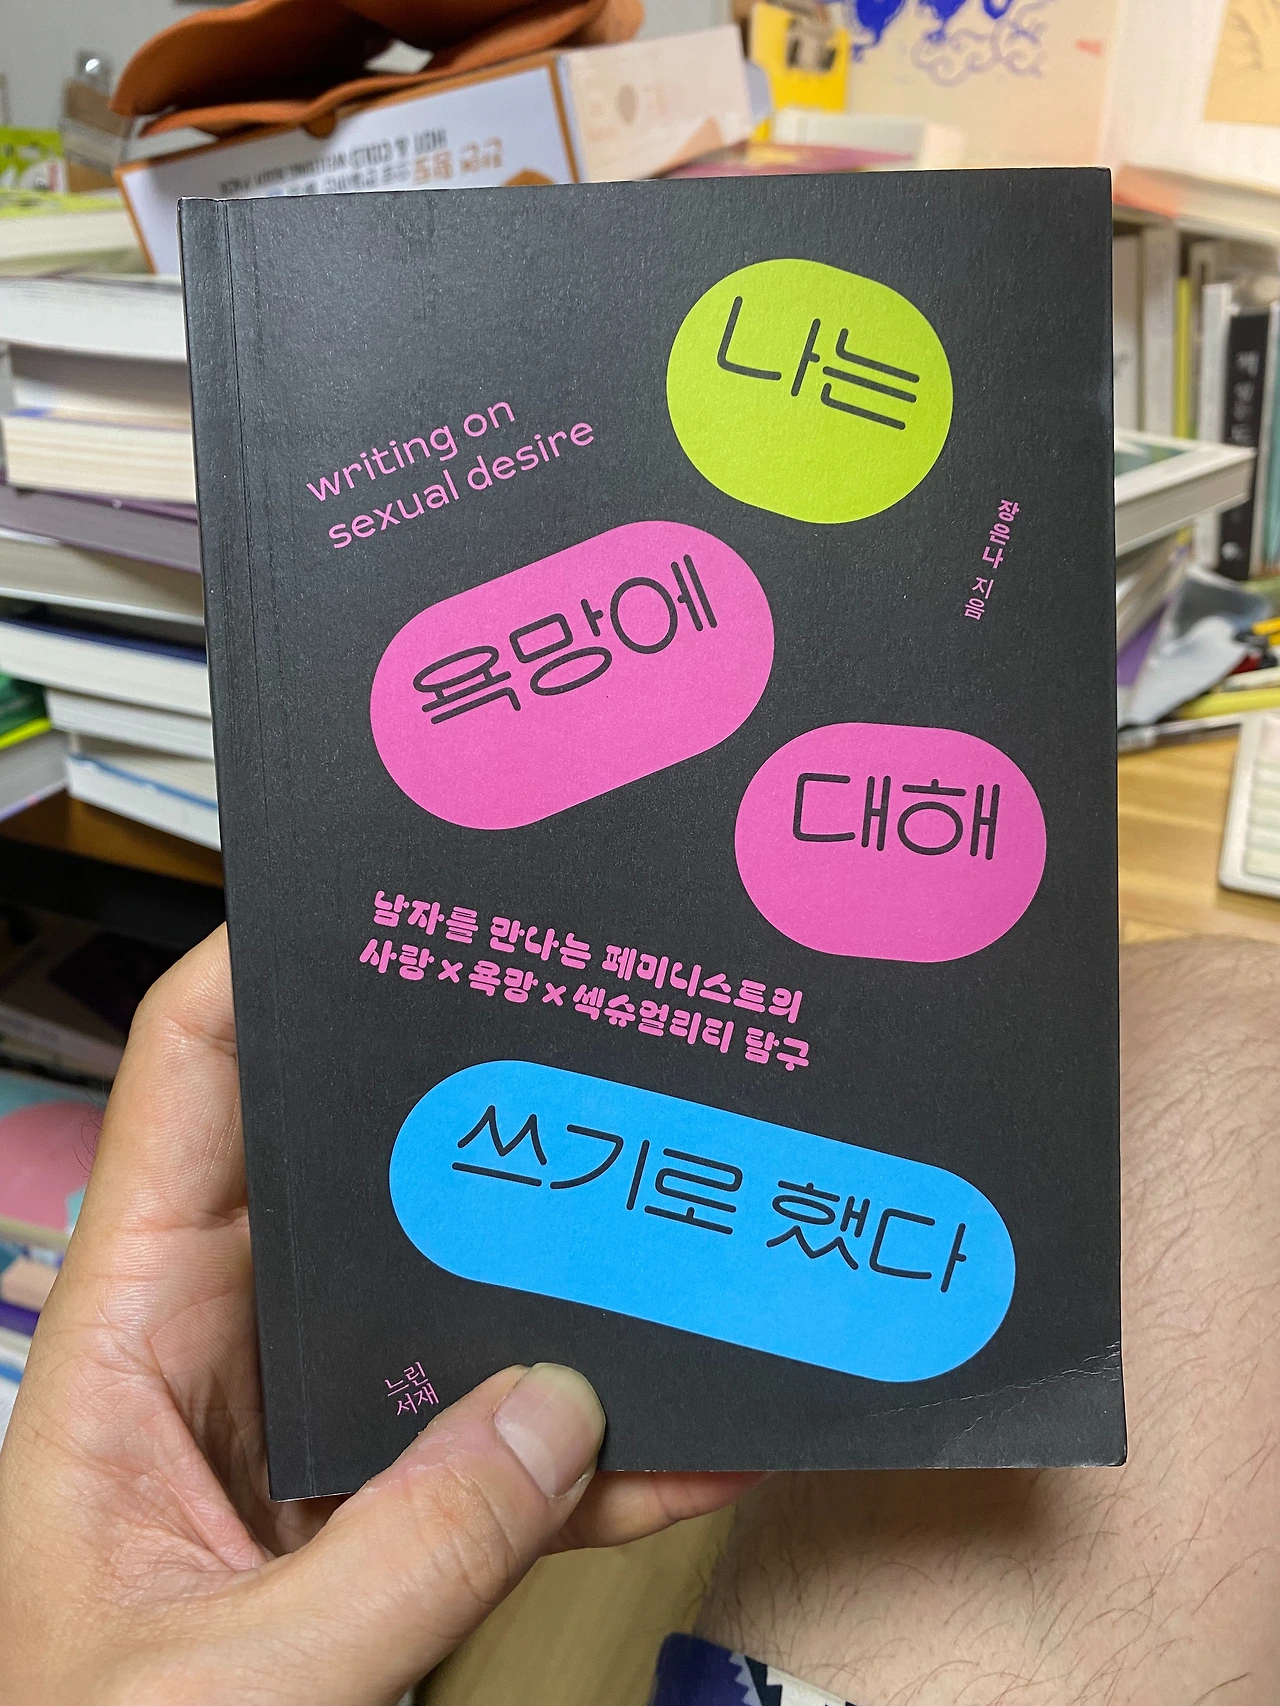 나는
writing on
sexual desire
욕망에
장은나 지음
대해
남자를 만나는 페미니스트의
사랑×욕망×섹슈얼리티 탐구
쓰기로 했다
느린
서재
HOT & COLD